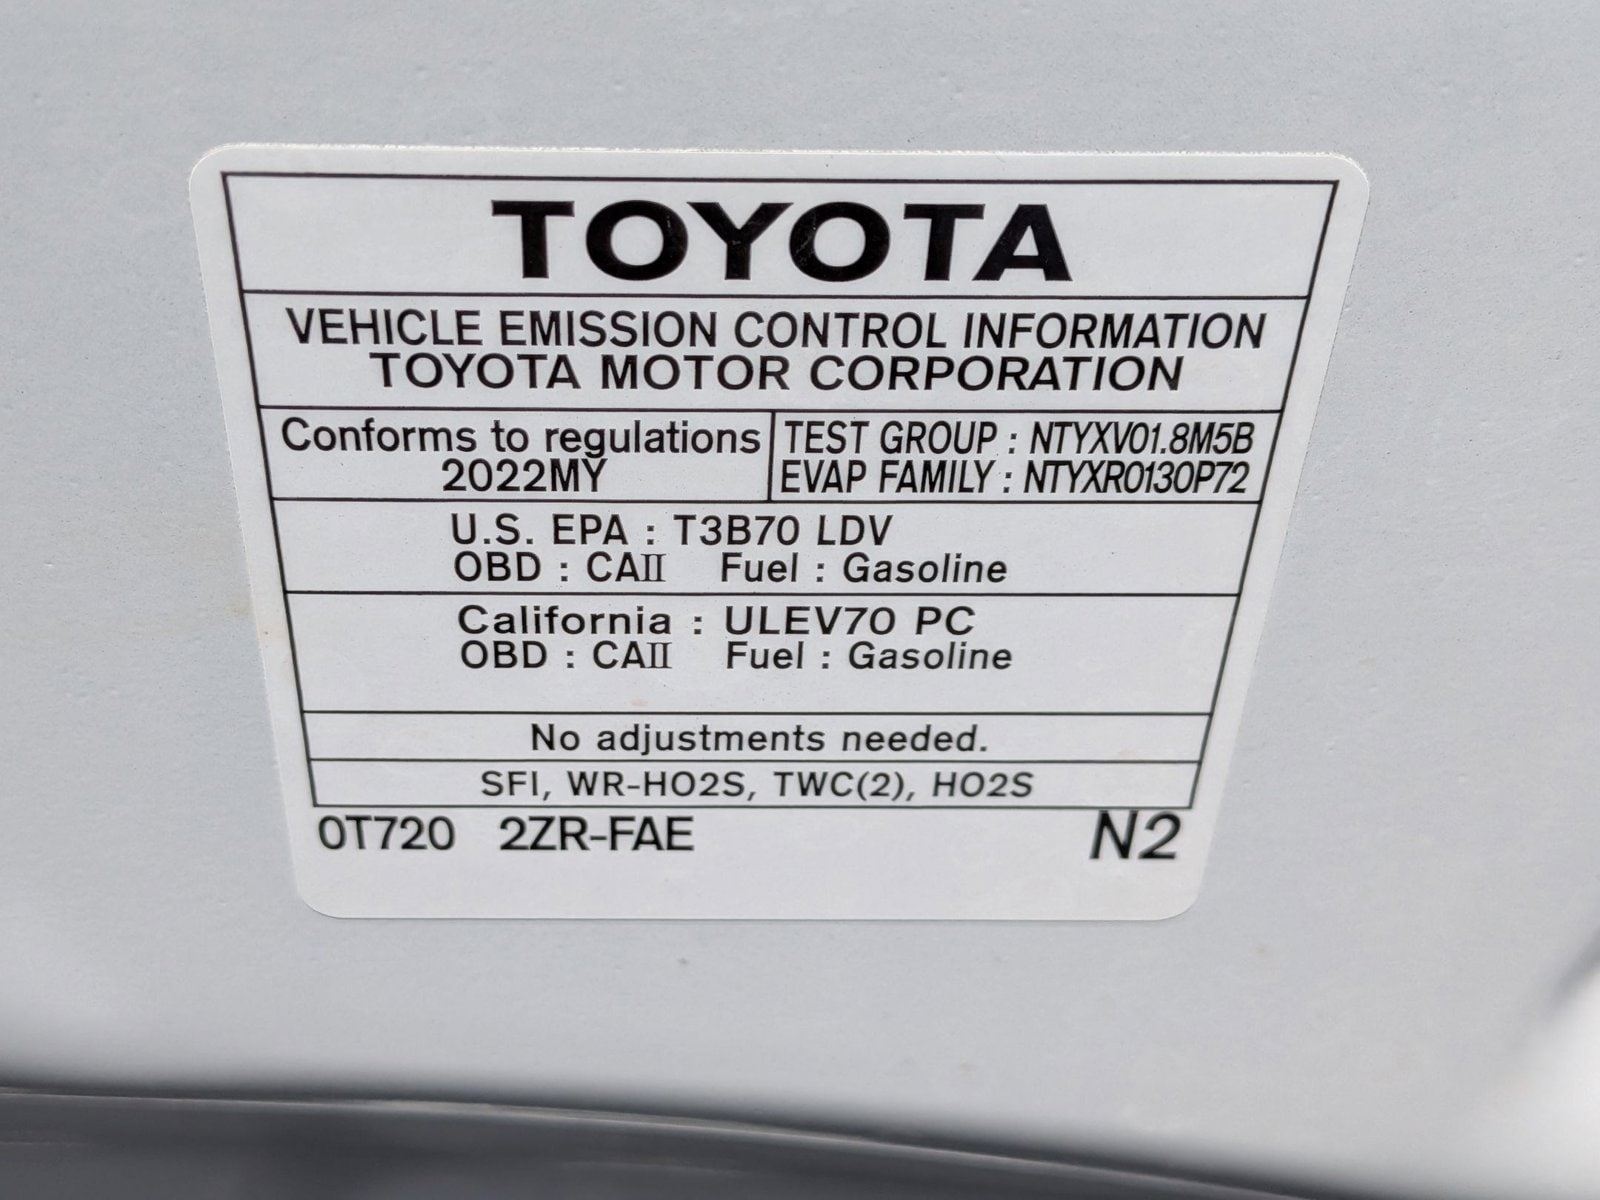 TOYOTA
VEHICLE EMISSION CONTROL INFORMATION
TOYOTA MOTOR CORPORATION
Conforms to regulations
2022MY
TEST GROUP : NTYXV01.8M5B
EVAP FAMILY : NTYXR0130P72
U.S. EPA : T3B70 LDV
OBD : CAII Fuel : Gasoline
California : ULEV70 PC
OBD : CAII Fuel : Gasoline
No adjustments needed.
SFI, WR-HO2S, TWC(2), HO2S
0T720 2ZR-FAE N2